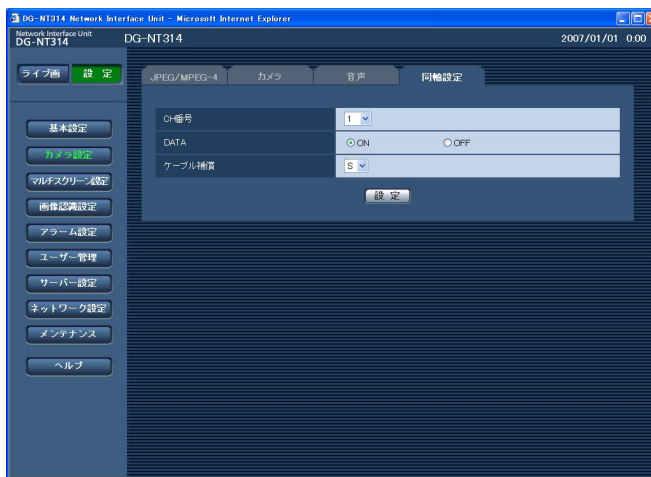 DG-NT314 Network Interface Unit - Microsoft Internet Explorer
Network Interface Unit
DG-NT314
DG-NT314
2007/01/01 0:00
ライブ画 設 定
JPEG/MPEG-4 カメラ 音声 同軸設定
CH番号 1
基本設定
DATA ON OFF
カメラ設定
ケーブル補償 S
マルチスクリーン設定
設 定
画像認識設定
アラーム設定
ユーザー管理
サーバー設定
ネットワーク設定
メンテナンス
ヘルプ